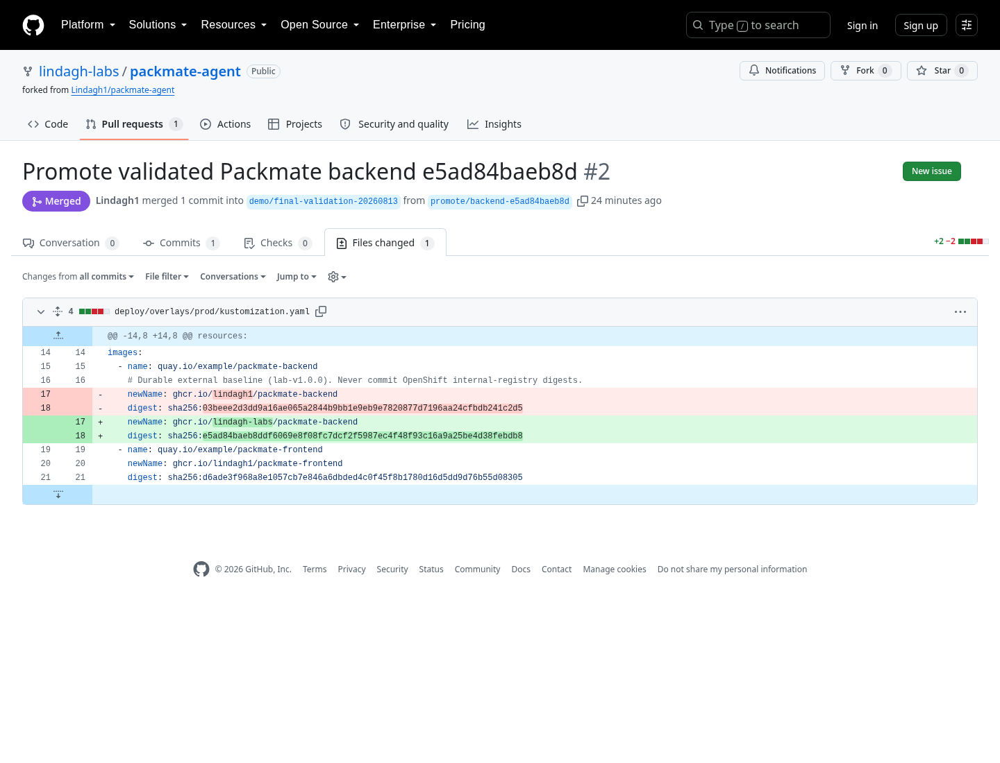 Platform Solutions Resources Open Source Enterprise Pricing Type / to search Sign in Sign up
lindagh-labs / packmate-agent Public Notifications Fork 0 Star 0
forked from Lindagh1/packmate-agent
Code Pull requests 1 Actions Projects Security and quality Insights
Promote validated Packmate backend e5ad84baeb8d #2 New issue
Merged Lindagh1 merged 1 commit into demo/final-validation-20260813 from promote/backend-e5ad84baeb8d 24 minutes ago
Conversation 0 Commits 1 Checks 0 Files changed 1 +2 −2
Changes from all commits File filter Conversations Jump to
4 deploy/overlays/prod/kustomization.yaml
@@ -14,8 +14,8 @@ resources:
14 14 images:
15 15 - name: quay.io/example/packmate-backend
16 16 # Durable external baseline (lab-v1.0.0). Never commit OpenShift internal-registry digests.
17 - newName: ghcr.io/lindagh1/packmate-backend
18 - digest: sha256:03beee2d3dd9a16ae065a2844b9bb1e9eb9e7820877d7196aa24cfbdb241c2d5
17 + newName: ghcr.io/lindagh-labs/packmate-backend
18 + digest: sha256:e5ad84baeb8ddf6069e8f08fc7dcf2f5987ec4f48f93c16a9a25be4d38febdb8
19 19 - name: quay.io/example/packmate-frontend
20 20 newName: ghcr.io/lindagh1/packmate-frontend
21 21 digest: sha256:d6ade3f968a8e1057cb7e846a6dbded4c0f45f8b1780d16d5dd9d76b55d08305
© 2026 GitHub, Inc. Terms Privacy Security Status Community Docs Contact Manage cookies Do not share my personal information